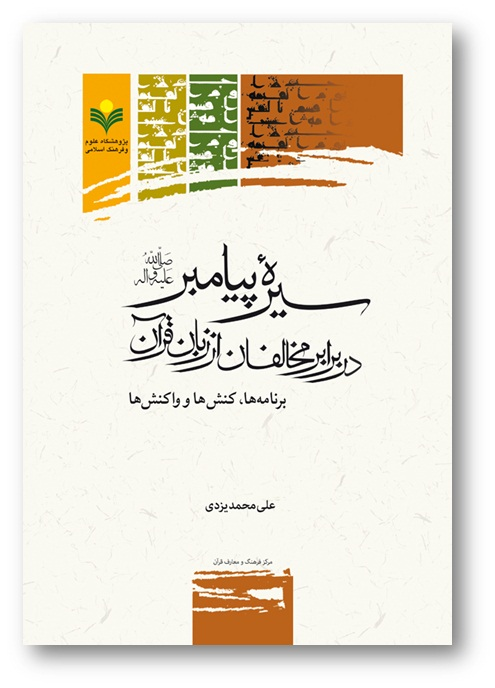 پژوهشگاه علوم
و فرهنگ اسلامی
سیرهٔ پیامبر صلی‌الله علیه و آله
در برابر مخالفان از زبان قرآن
برنامه‌ها، کنش‌ها و واکنش‌ها
علی محمد یزدی
مرکز فرهنگ و معارف قرآن